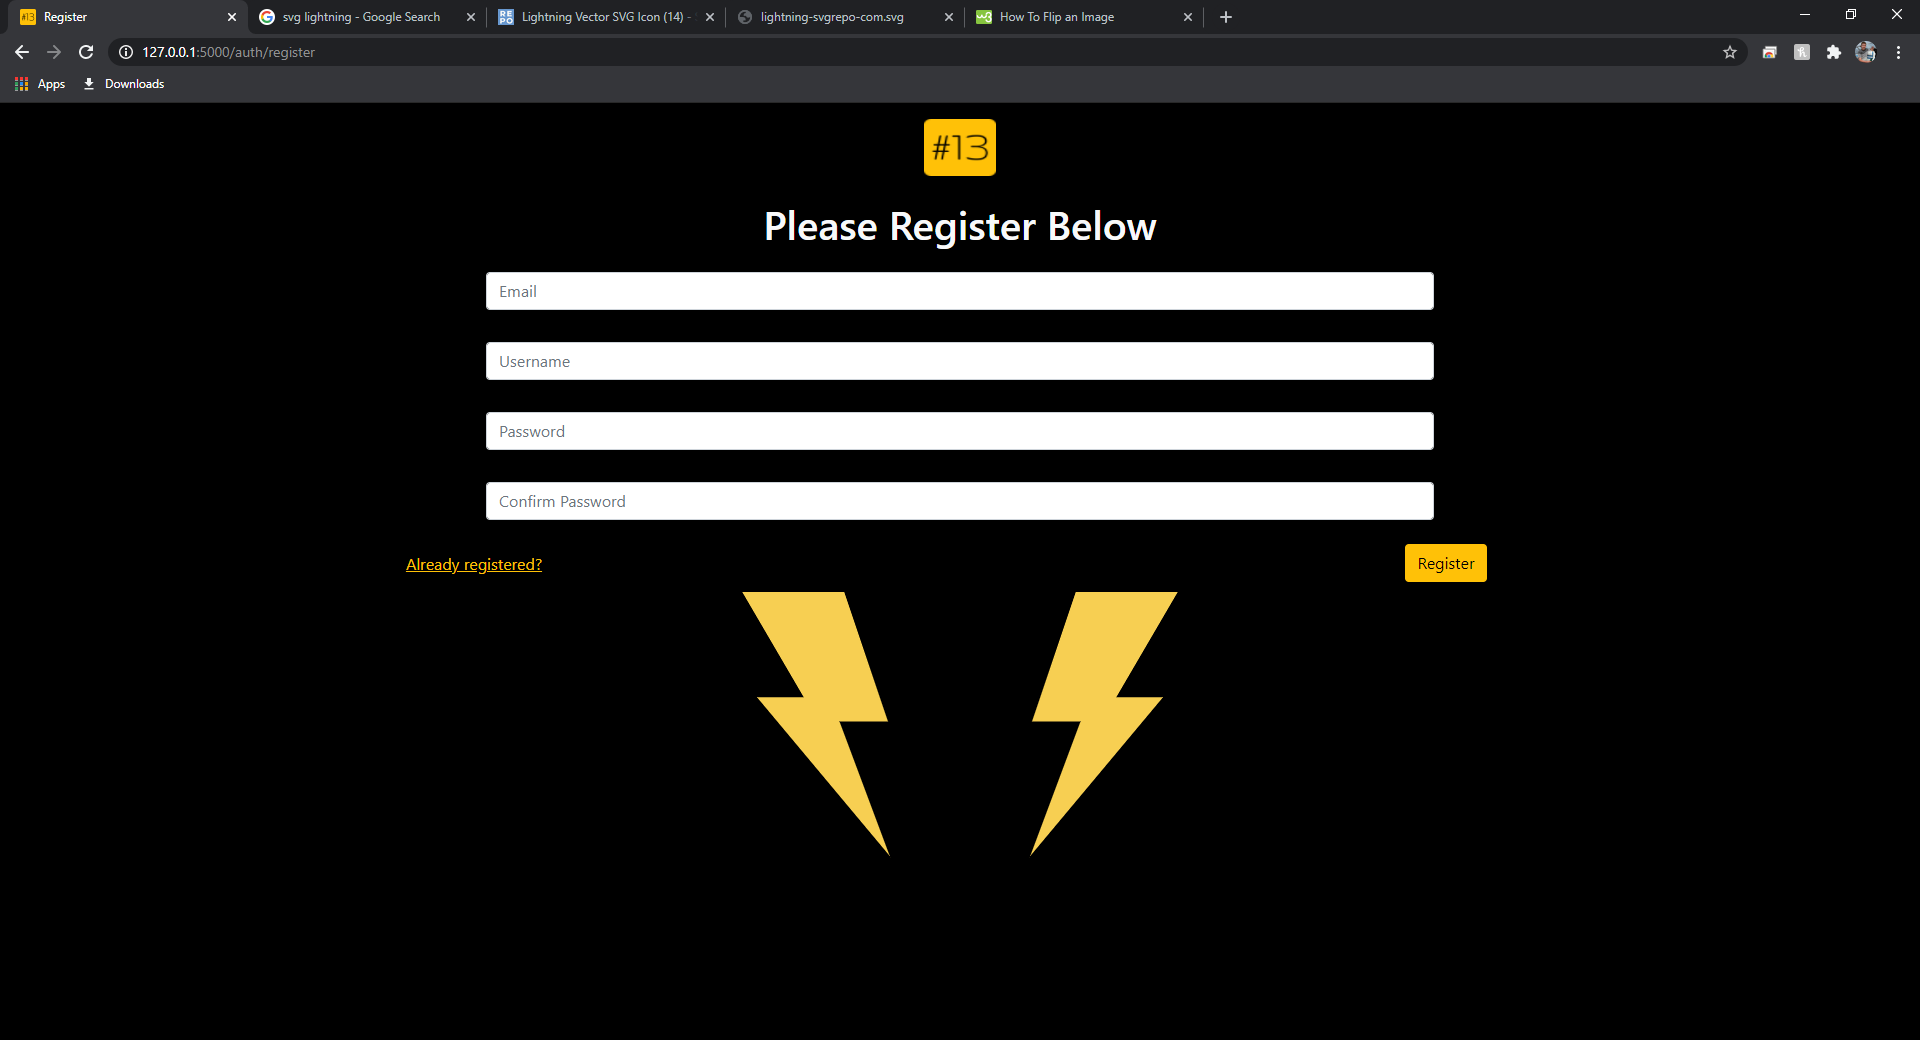 #13 Register
svg lightning - Google Search
REPO Lightning Vector SVG Icon (14) -
lightning-svgrepo-com.svg
How To Flip an Image
127.0.0.1:5000/auth/register
Apps
Downloads
#13
Please Register Below
Email
Username
Password
Confirm Password
Already registered?
Register